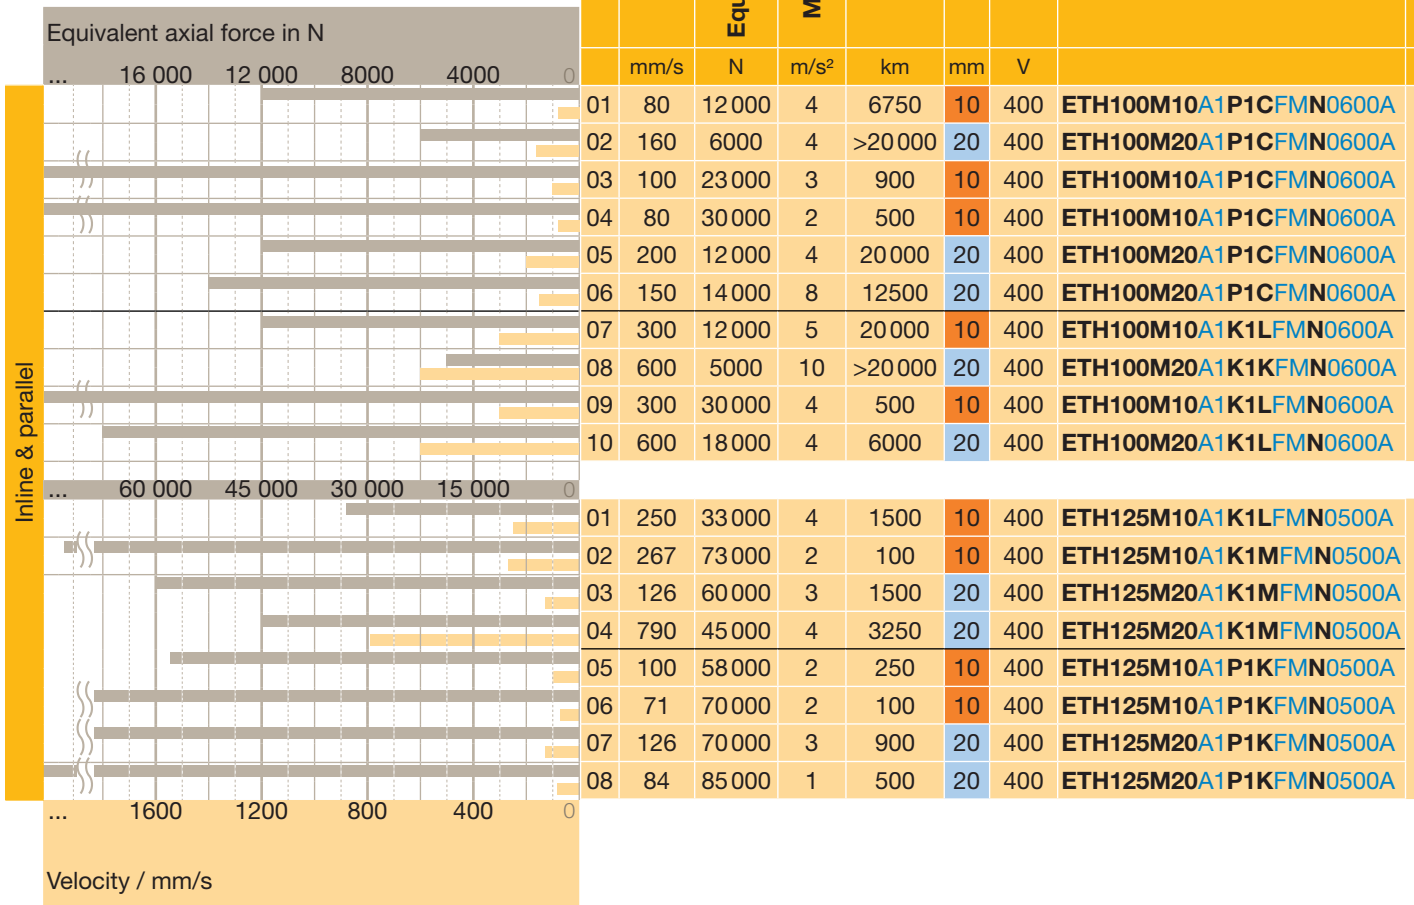 Equ
M
Equivalent axial force in N
... 16 000 12 000 8000 4000 0
mm/s N m/s² km mm V
01 80 12 000 4 6750 10 400 ETH100M10A1P1CFMN0600A
02 160 6000 4 >20 000 20 400 ETH100M20A1P1CFMN0600A
03 100 23 000 3 900 10 400 ETH100M10A1P1CFMN0600A
04 80 30 000 2 500 10 400 ETH100M10A1P1CFMN0600A
05 200 12 000 4 20 000 20 400 ETH100M20A1P1CFMN0600A
06 150 14 000 8 12500 20 400 ETH100M20A1P1CFMN0600A
07 300 12 000 5 20 000 10 400 ETH100M10A1K1LFMN0600A
08 600 5000 10 >20 000 20 400 ETH100M20A1K1KFMN0600A
09 300 30 000 4 500 10 400 ETH100M10A1K1LFMN0600A
10 600 18 000 4 6000 20 400 ETH100M20A1K1LFMN0600A
Inline & parallel
... 60 000 45 000 30 000 15 000 0
01 250 33 000 4 1500 10 400 ETH125M10A1K1LFMN0500A
02 267 73 000 2 100 10 400 ETH125M10A1K1MFMN0500A
03 126 60 000 3 1500 20 400 ETH125M20A1K1MFMN0500A
04 790 45 000 4 3250 20 400 ETH125M20A1K1MFMN0500A
05 100 58 000 2 250 10 400 ETH125M10A1P1KFMN0500A
06 71 70 000 2 100 10 400 ETH125M10A1P1KFMN0500A
07 126 70 000 3 900 20 400 ETH125M20A1P1KFMN0500A
08 84 85 000 1 500 20 400 ETH125M20A1P1KFMN0500A
... 1600 1200 800 400 0
Velocity / mm/s